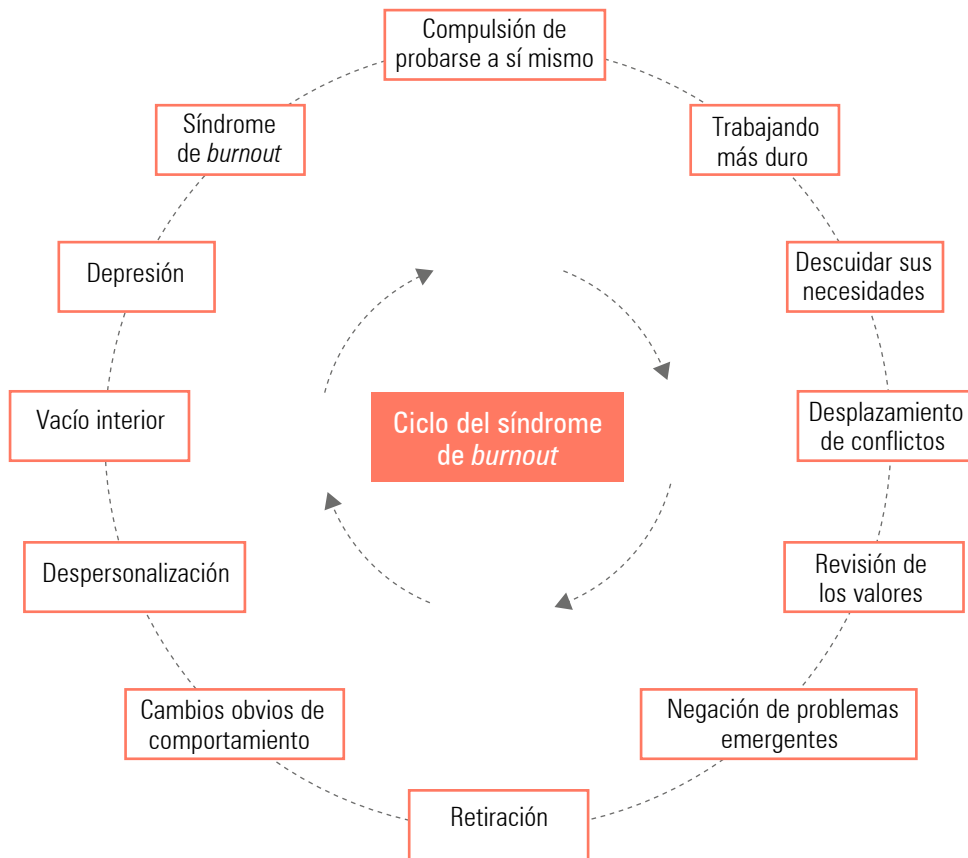 Compulsión de
probarse a sí mismo
Trabajando
más duro
Descuidar sus
necesidades
Desplazamiento
de conflictos
Revisión de
los valores
Negación de problemas
emergentes
Retiración
Cambios obvios de
comportamiento
Despersonalización
Vacío interior
Depresión
Síndrome
de burnout
Ciclo del síndrome
de burnout